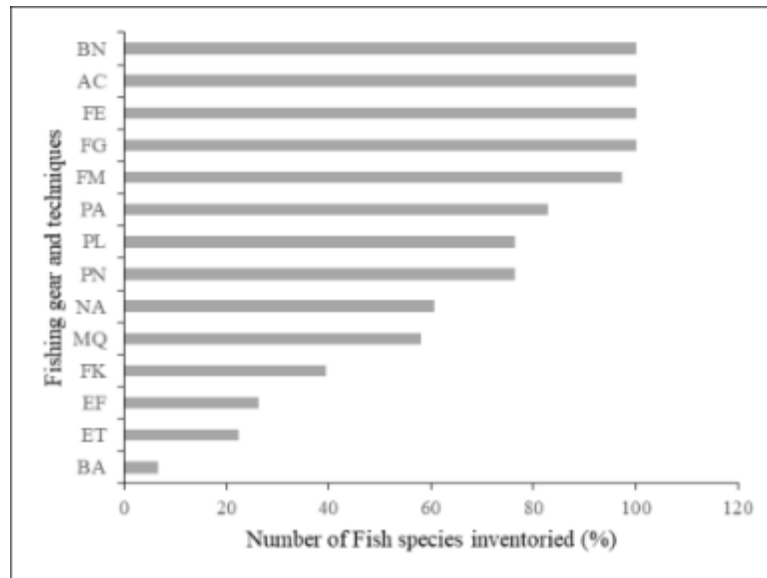 Fishing gear and techniques
BN
AC
FE
FG
FM
PA
PL
PN
NA
MQ
FK
EF
ET
BA
0 20 40 60 80 100 120
Number of Fish species inventoried (%)